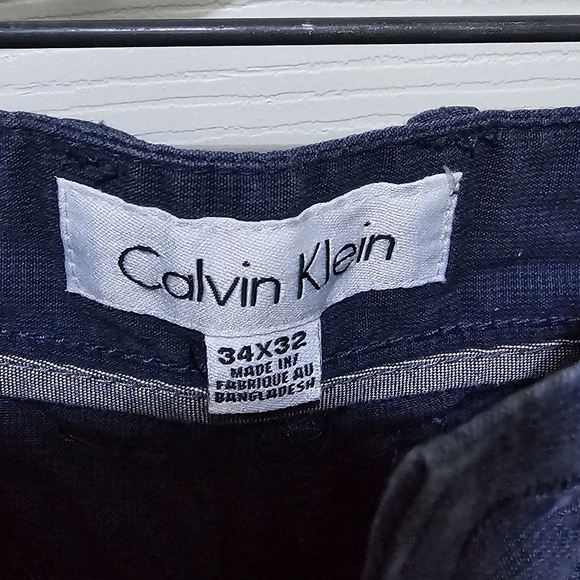 Calvin Klein
34X32
MADE IN/
FABRIQUE AU
BANGLADESH